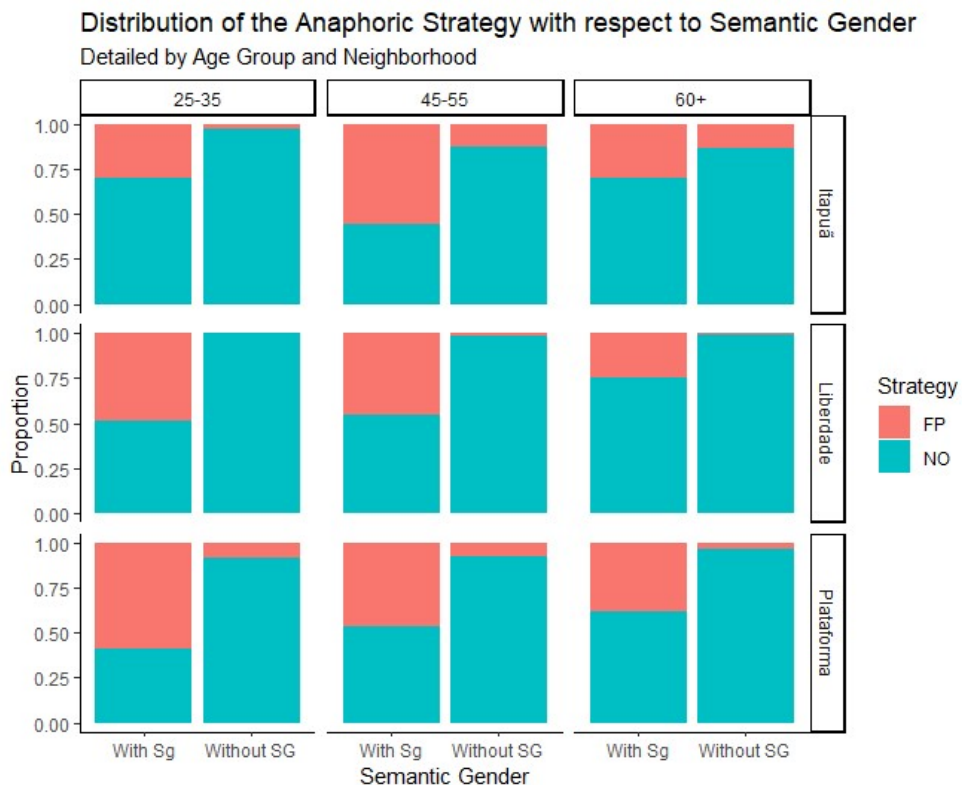 Distribution of the Anaphoric Strategy with respect to Semantic Gender
Detailed by Age Group and Neighborhood
25-35 45-55 60+
1.00
0.75
0.50
0.25
0.00
Itapuã
1.00
0.75
0.50
0.25
0.00
Liberdade
1.00
0.75
0.50
0.25
0.00
Plataforma
Proportion
Strategy
FP
NO
With Sg Without SG With Sg Without SG With Sg Without SG
Semantic Gender